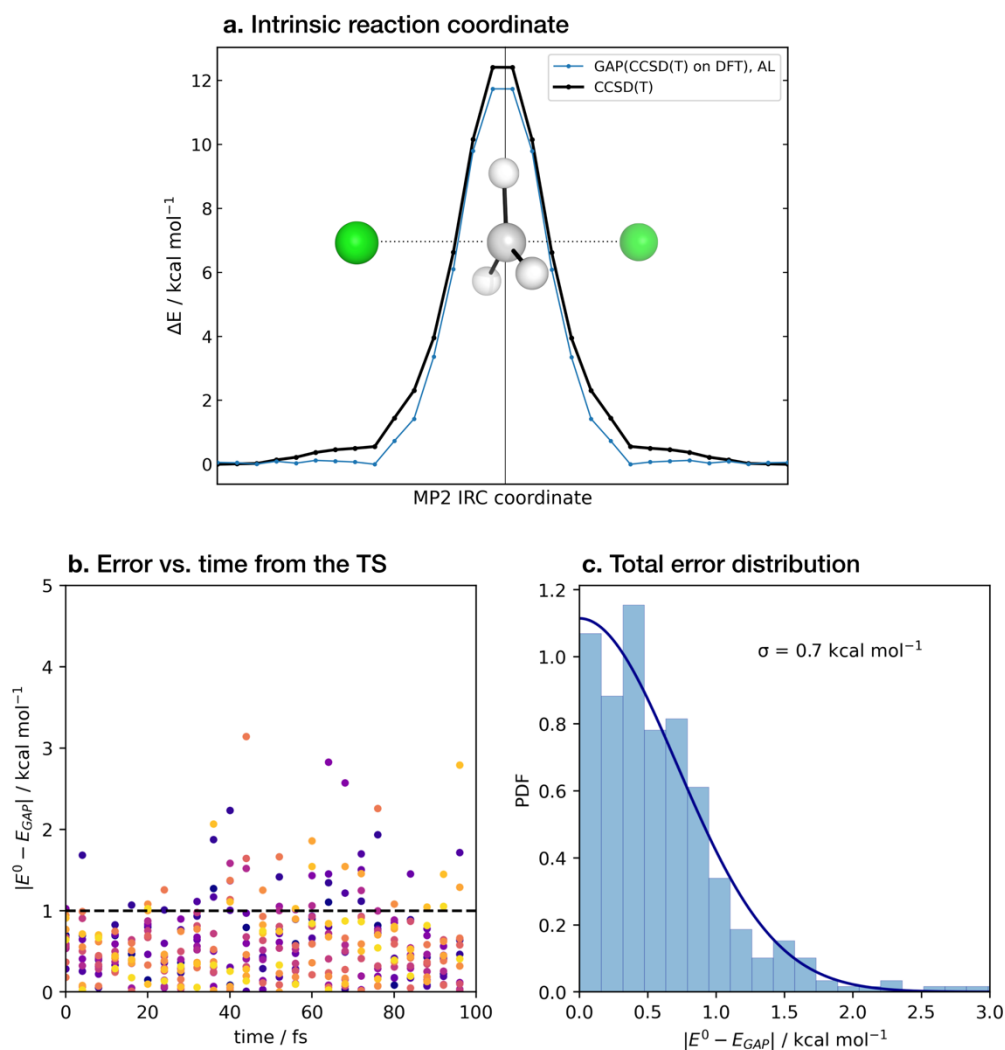 a. Intrinsic reaction coordinate
GAP(CCSD(T) on DFT), AL
CCSD(T)
12
10
8
6
4
2
0
ΔE / kcal mol⁻¹
MP2 IRC coordinate
b. Error vs. time from the TS
5
4
3
2
1
0
|E⁰ − E_GAP| / kcal mol⁻¹
0 20 40 60 80 100
time / fs
c. Total error distribution
σ = 0.7 kcal mol⁻¹
1.2
1.0
0.8
0.6
0.4
0.2
0.0
PDF
0.0 0.5 1.0 1.5 2.0 2.5 3.0
|E⁰ − E_GAP| / kcal mol⁻¹